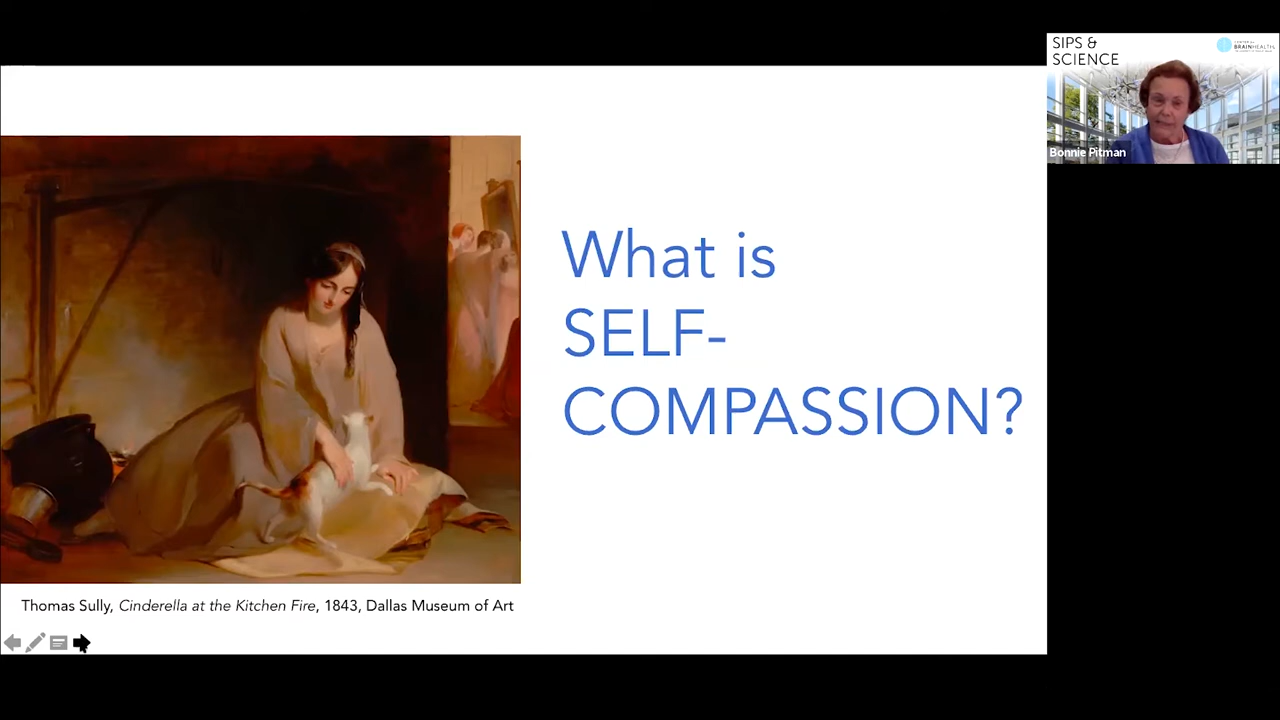 What is
SELF-
COMPASSION?
Thomas Sully, Cinderella at the Kitchen Fire, 1843, Dallas Museum of Art
SIPS &
SCIENCE
BRAINHEALTH
Bonnie Pitman